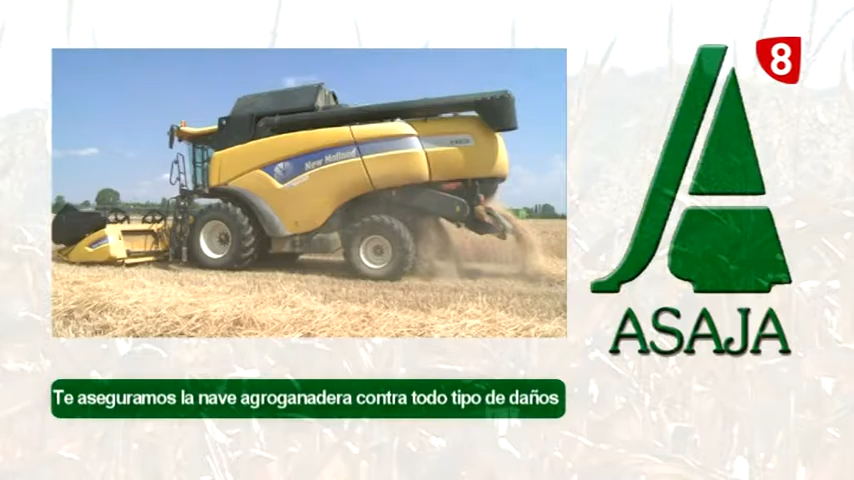 8
New Holland
ASAJA
Te aseguramos la nave agroganadera contra todo tipo de daños